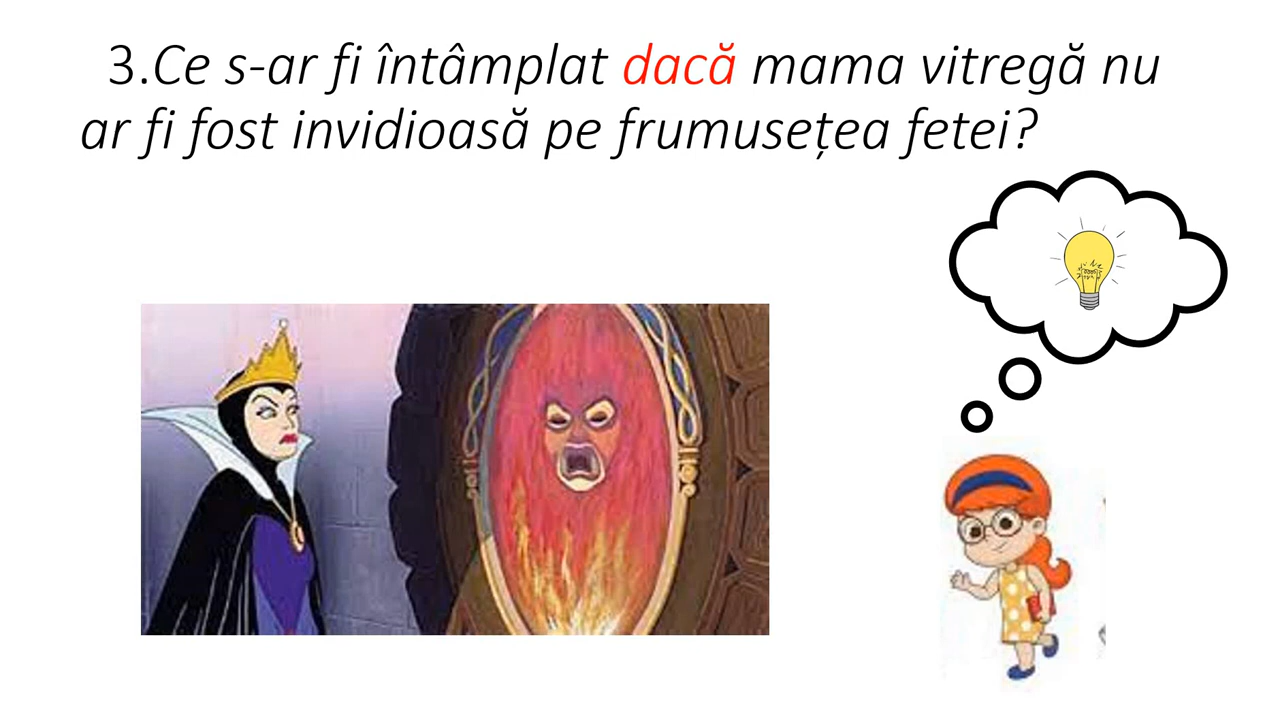 3.Ce s-ar fi întâmplat dacă mama vitregă nu
ar fi fost invidioasă pe frumusețea fetei?